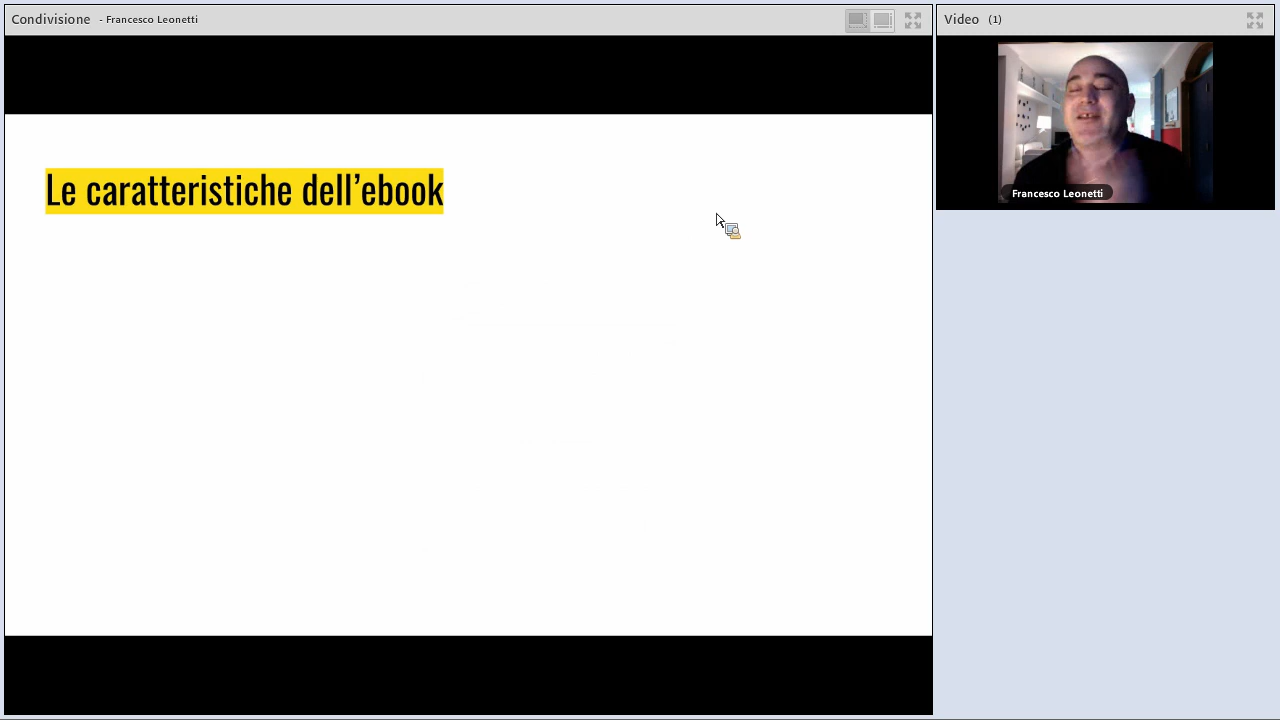 Condivisione - Francesco Leonetti
Video (1)
Le caratteristiche dell’ebook
Francesco Leonetti